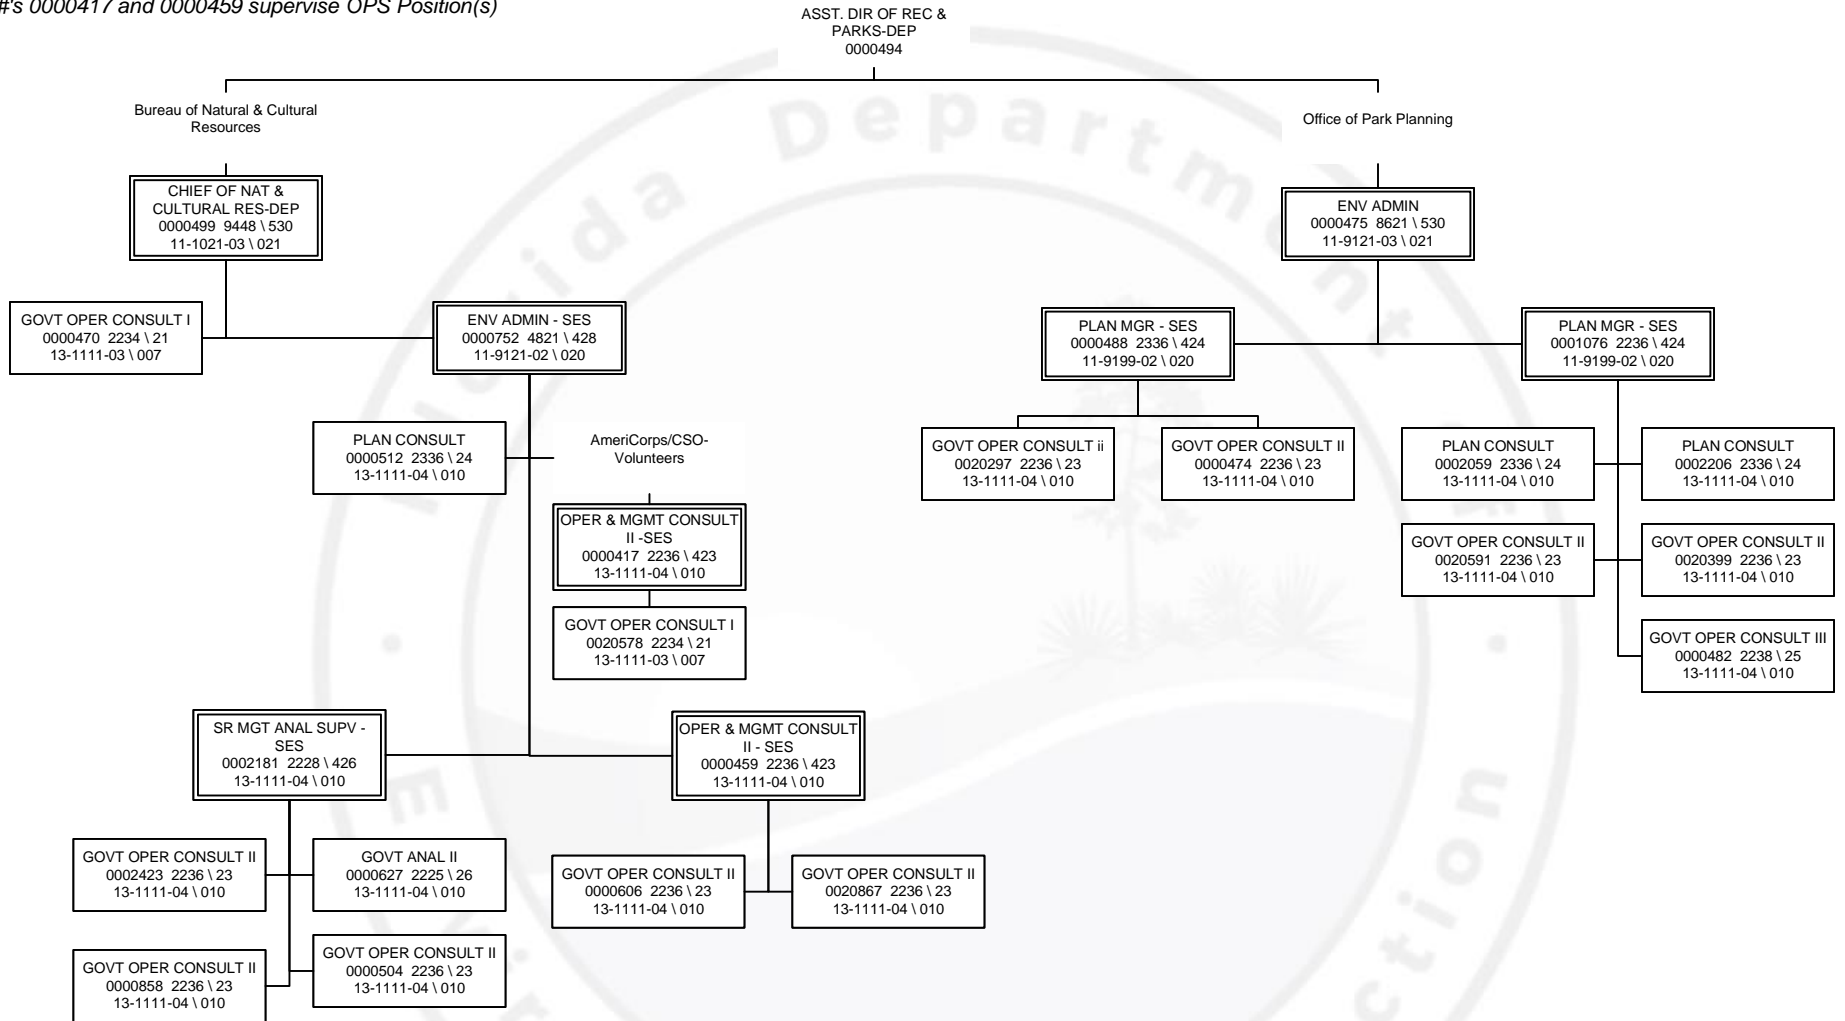 #'s 0000417 and 0000459 supervise OPS Position(s)
ASST. DIR OF REC &
PARKS-DEP
0000494
Bureau of Natural & Cultural
Resources
Office of Park Planning
CHIEF OF NAT &
CULTURAL RES-DEP
0000499 9448 \ 530
11-1021-03 \ 021
ENV ADMIN
0000475 8621 \ 530
11-9121-03 \ 021
GOVT OPER CONSULT I
0000470 2234 \ 21
13-1111-03 \ 007
ENV ADMIN - SES
0000752 4821 \ 428
11-9121-02 \ 020
PLAN MGR - SES
0000488 2336 \ 424
11-9199-02 \ 020
PLAN MGR - SES
0001076 2236 \ 424
11-9199-02 \ 020
PLAN CONSULT
0000512 2336 \ 24
13-1111-04 \ 010
AmeriCorps/CSO-
Volunteers
OPER & MGMT CONSULT
II -SES
0000417 2236 \ 423
13-1111-04 \ 010
GOVT OPER CONSULT I
0020578 2234 \ 21
13-1111-03 \ 007
GOVT OPER CONSULT ii
0020297 2236 \ 23
13-1111-04 \ 010
GOVT OPER CONSULT II
0000474 2236 \ 23
13-1111-04 \ 010
PLAN CONSULT
0002059 2336 \ 24
13-1111-04 \ 010
PLAN CONSULT
0002206 2336 \ 24
13-1111-04 \ 010
GOVT OPER CONSULT II
0020591 2236 \ 23
13-1111-04 \ 010
GOVT OPER CONSULT II
0020399 2236 \ 23
13-1111-04 \ 010
GOVT OPER CONSULT III
0000482 2238 \ 25
13-1111-04 \ 010
SR MGT ANAL SUPV -
SES
0002181 2228 \ 426
13-1111-04 \ 010
OPER & MGMT CONSULT
II - SES
0000459 2236 \ 423
13-1111-04 \ 010
GOVT OPER CONSULT II
0002423 2236 \ 23
13-1111-04 \ 010
GOVT ANAL II
0000627 2225 \ 26
13-1111-04 \ 010
GOVT OPER CONSULT II
0000606 2236 \ 23
13-1111-04 \ 010
GOVT OPER CONSULT II
0020867 2236 \ 23
13-1111-04 \ 010
GOVT OPER CONSULT II
0000858 2236 \ 23
13-1111-04 \ 010
GOVT OPER CONSULT II
0000504 2236 \ 23
13-1111-04 \ 010
Florida Department of